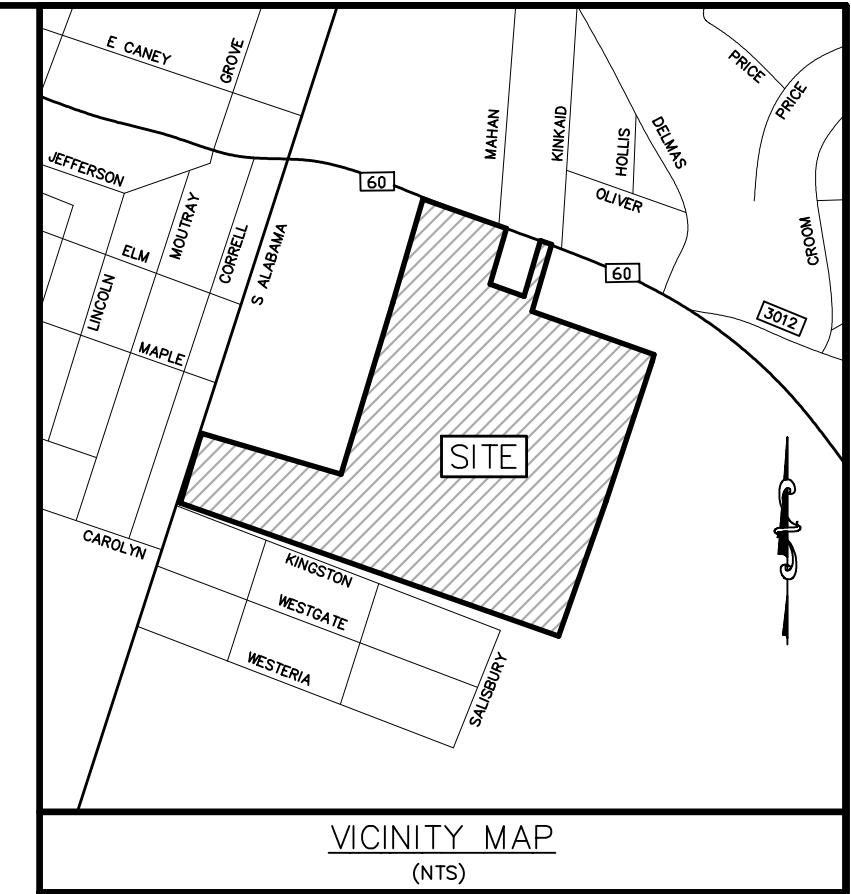 E CANEY
GROVE
PRICE
PRICE
MAHAN
KINKAID
HOLLIS
DELMAS
JEFFERSON
60
OLIVER
MOUTRAY
CORRELL
S ALABAMA
CROOM
ELM
LINCOLN
60
3012
MAPLE
SITE
CAROLYN
KINGSTON
WESTGATE
WESTERIA
SALISBURY
VICINITY MAP
(NTS)